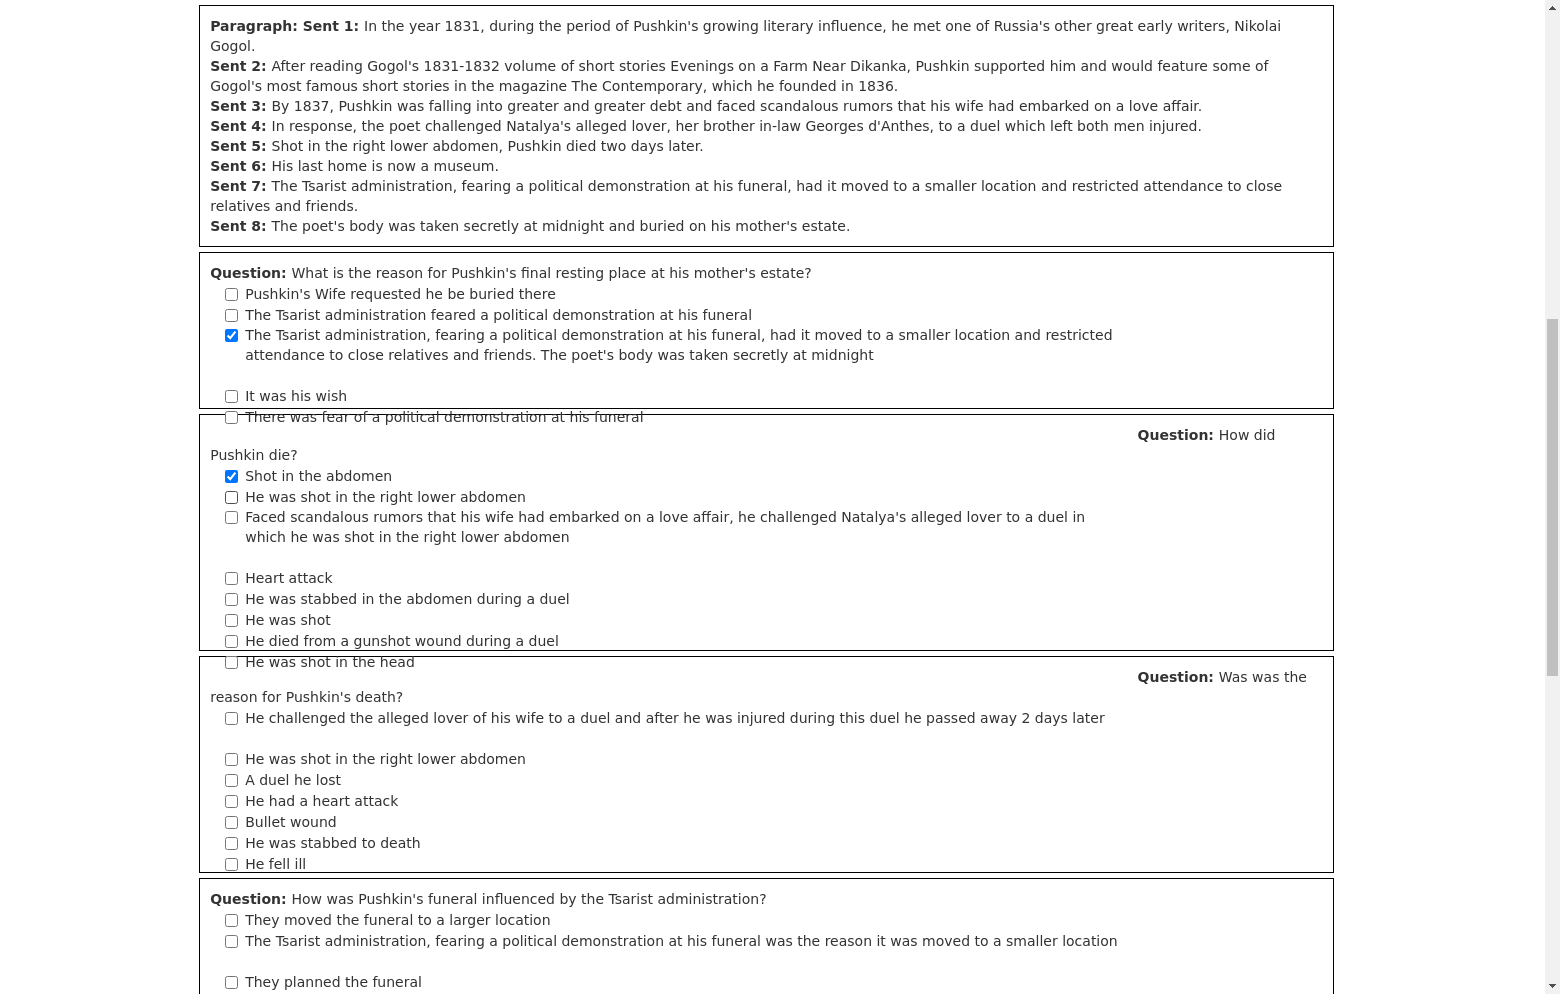 Paragraph: Sent 1: In the year 1831, during the period of Pushkin's growing literary influence, he met one of Russia's other great early writers, Nikolai
Gogol.
Sent 2: After reading Gogol's 1831-1832 volume of short stories Evenings on a Farm Near Dikanka, Pushkin supported him and would feature some of
Gogol's most famous short stories in the magazine The Contemporary, which he founded in 1836.
Sent 3: By 1837, Pushkin was falling into greater and greater debt and faced scandalous rumors that his wife had embarked on a love affair.
Sent 4: In response, the poet challenged Natalya's alleged lover, her brother in-law Georges d'Anthes, to a duel which left both men injured.
Sent 5: Shot in the right lower abdomen, Pushkin died two days later.
Sent 6: His last home is now a museum.
Sent 7: The Tsarist administration, fearing a political demonstration at his funeral, had it moved to a smaller location and restricted attendance to close
relatives and friends.
Sent 8: The poet's body was taken secretly at midnight and buried on his mother's estate.
Question: What is the reason for Pushkin's final resting place at his mother's estate?
Pushkin's Wife requested he be buried there
The Tsarist administration feared a political demonstration at his funeral
The Tsarist administration, fearing a political demonstration at his funeral, had it moved to a smaller location and restricted
attendance to close relatives and friends. The poet's body was taken secretly at midnight
It was his wish
There was fear of a political demonstration at his funeral
Question: How did
Pushkin die?
Shot in the abdomen
He was shot in the right lower abdomen
Faced scandalous rumors that his wife had embarked on a love affair, he challenged Natalya's alleged lover to a duel in
which he was shot in the right lower abdomen
Heart attack
He was stabbed in the abdomen during a duel
He was shot
He died from a gunshot wound during a duel
He was shot in the head
Question: Was was the
reason for Pushkin's death?
He challenged the alleged lover of his wife to a duel and after he was injured during this duel he passed away 2 days later
He was shot in the right lower abdomen
A duel he lost
He had a heart attack
Bullet wound
He was stabbed to death
He fell ill
Question: How was Pushkin's funeral influenced by the Tsarist administration?
They moved the funeral to a larger location
The Tsarist administration, fearing a political demonstration at his funeral was the reason it was moved to a smaller location
They planned the funeral